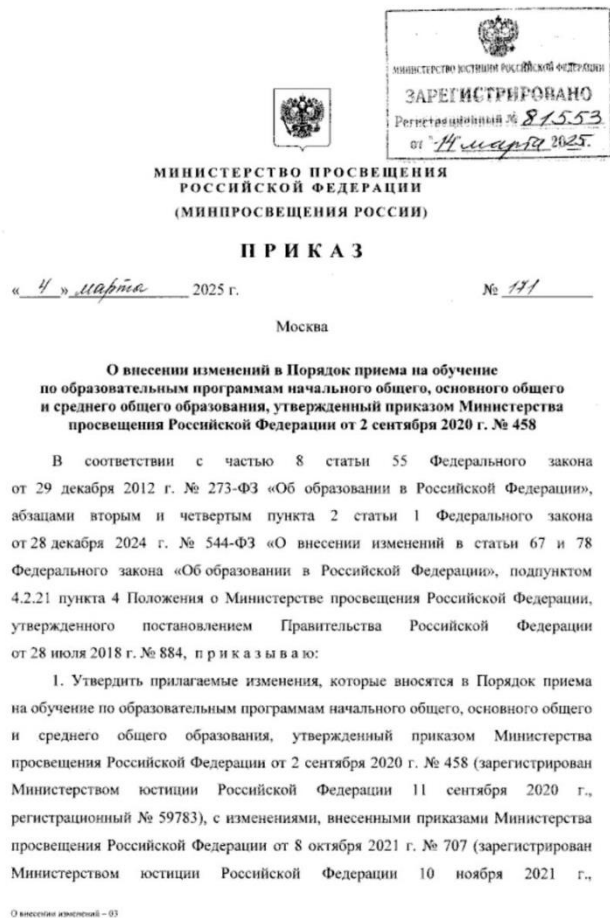 МИНИСТЕРСТВО ЮСТИЦИИ РОССИЙСКОЙ ФЕДЕРАЦИИ
ЗАРЕГИСТРИРОВАНО
Регистрационный № 81553
от "14 марта 2025.
МИНИСТЕРСТВО ПРОСВЕЩЕНИЯ
РОССИЙСКОЙ ФЕДЕРАЦИИ
(МИНПРОСВЕЩЕНИЯ РОССИИ)
ПРИКАЗ
«4» марта 2025 г. № 171
Москва
О внесении изменений в Порядок приема на обучение
по образовательным программам начального общего, основного общего
и среднего общего образования, утвержденный приказом Министерства
просвещения Российской Федерации от 2 сентября 2020 г. № 458
В соответствии с частью 8 статьи 55 Федерального закона
от 29 декабря 2012 г. № 273-ФЗ «Об образовании в Российской Федерации»,
абзацами вторым и четвертым пункта 2 статьи 1 Федерального закона
от 28 декабря 2024 г. № 544-ФЗ «О внесении изменений в статьи 67 и 78
Федерального закона «Об образовании в Российской Федерации», подпунктом
4.2.21 пункта 4 Положения о Министерстве просвещения Российской Федерации,
утвержденного постановлением Правительства Российской Федерации
от 28 июля 2018 г. № 884, приказываю:
1. Утвердить прилагаемые изменения, которые вносятся в Порядок приема
на обучение по образовательным программам начального общего, основного общего
и среднего общего образования, утвержденный приказом Министерства
просвещения Российской Федерации от 2 сентября 2020 г. № 458 (зарегистрирован
Министерством юстиции Российской Федерации 11 сентября 2020 г.,
регистрационный № 59783), с изменениями, внесенными приказами Министерства
просвещения Российской Федерации от 8 октября 2021 г. № 707 (зарегистрирован
Министерством юстиции Российской Федерации 10 ноября 2021 г.,
О внесении изменений – 03